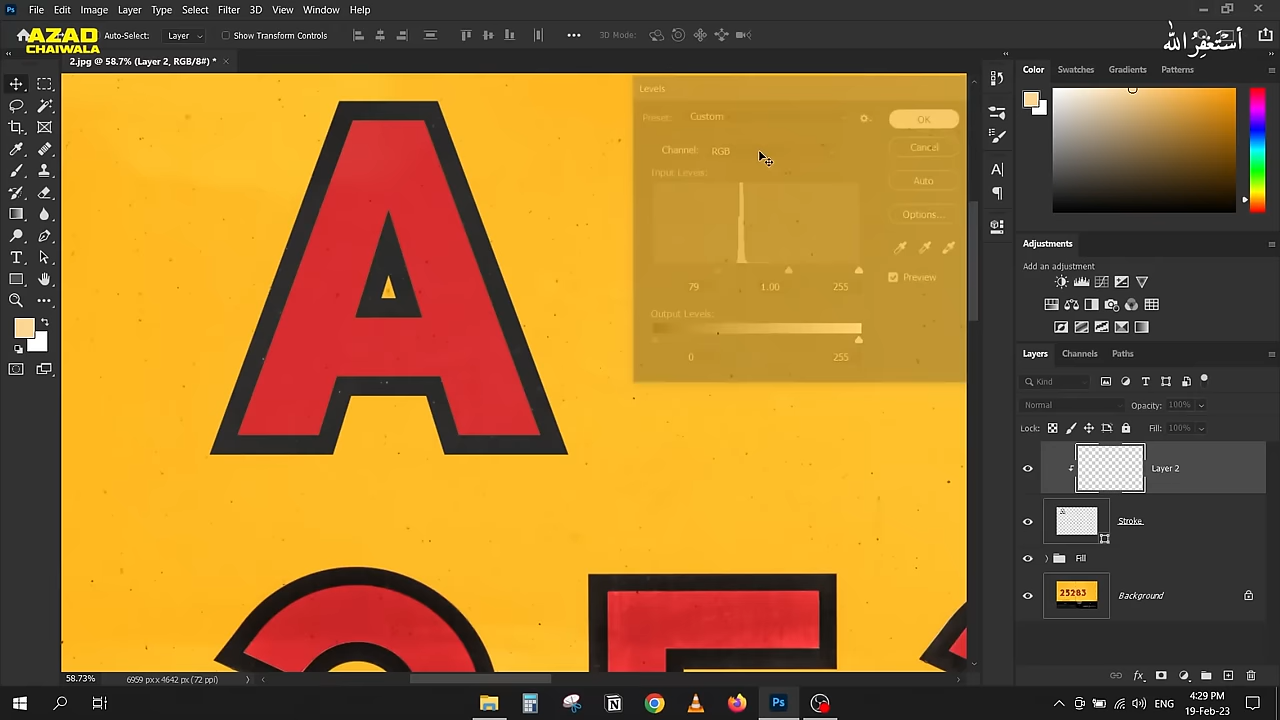 Ps File Edit Image Layer Type Select Filter 3D View Window Help
AZAD
CHAIWALA
Auto-Select: Layer Show Transform Controls 3D Mode:
أستغفر الله
2.jpg @ 58.7% (Layer 2, RGB/8#) *
Color Swatches Gradients Patterns
Levels
Preset: Custom
OK
Channel: RGB
Cancel
Input Levels:
Auto
Options...
79 1.00 255
Preview
Output Levels:
0 255
A
Adjustments
Add an adjustment
Layers Channels Paths
Kind
Normal Opacity: 100%
Lock: Fill: 100%
Layer 2
Stroke
Fill
25283
Background
58.73% 6959 px x 4642 px (72 ppi)
ENG
4:29 PM
19-Feb-23